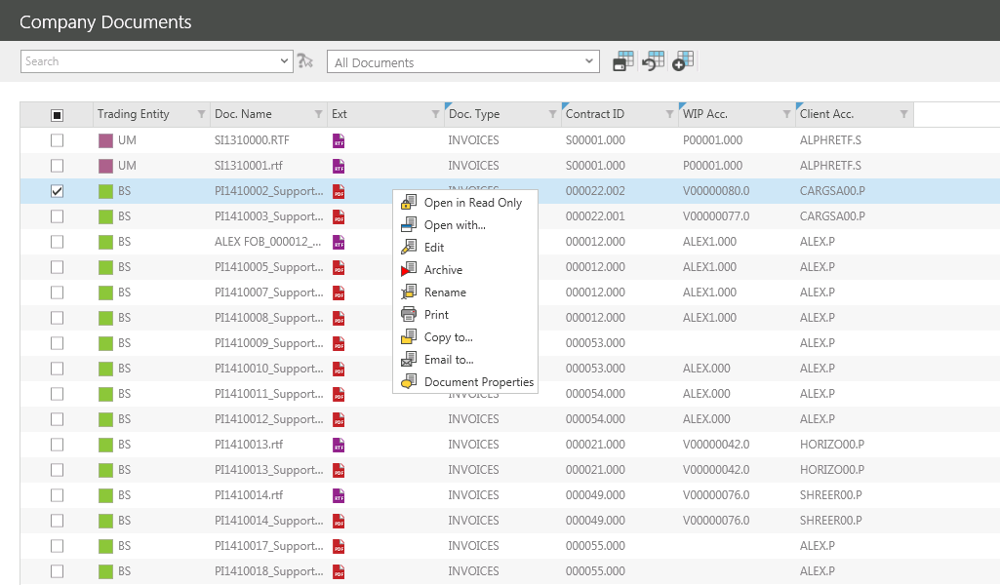 Company Documents
Search All Documents
Trading Entity Doc. Name Ext Doc. Type Contract ID WIP Acc. Client Acc.
UM SI1310000.RTF RTF INVOICES S00001.000 P00001.000 ALPHRETF.S
UM SI1310001.rtf RTF INVOICES S00001.000 P00001.000 ALPHRETF.S
BS PI1410002_Support... PDF INVOICES 000022.002 V00000080.0 CARGSA00.P
BS PI1410003_Support... PDF 000022.001 V00000077.0 CARGSA00.P
BS ALEX FOB_000012_... RTF 000012.000 ALEX1.000 ALEX.P
BS PI1410005_Support... PDF 000012.000 ALEX1.000 ALEX.P
BS PI1410007_Support... PDF 000012.000 ALEX1.000 ALEX.P
BS PI1410008_Support... PDF 000012.000 ALEX1.000 ALEX.P
BS PI1410009_Support... PDF 000053.000 ALEX.P
BS PI1410010_Support... PDF 000053.000 ALEX.000 ALEX.P
BS PI1410011_Support... PDF INVOICES 000054.000 ALEX.000 ALEX.P
BS PI1410012_Support... PDF INVOICES 000054.000 ALEX.000 ALEX.P
BS PI1410013.rtf RTF INVOICES 000021.000 V00000042.0 HORIZO00.P
BS PI1410013_Support... PDF INVOICES 000021.000 V00000042.0 HORIZO00.P
BS PI1410014.rtf RTF INVOICES 000049.000 V00000076.0 SHREER00.P
BS PI1410014_Support... PDF INVOICES 000049.000 V00000076.0 SHREER00.P
BS PI1410017_Support... PDF INVOICES 000055.000 ALEX.P
BS PI1410018_Support... PDF INVOICES 000055.000 ALEX.P
Open in Read Only
Open with...
Edit
Archive
Rename
Print
Copy to...
Email to...
Document Properties